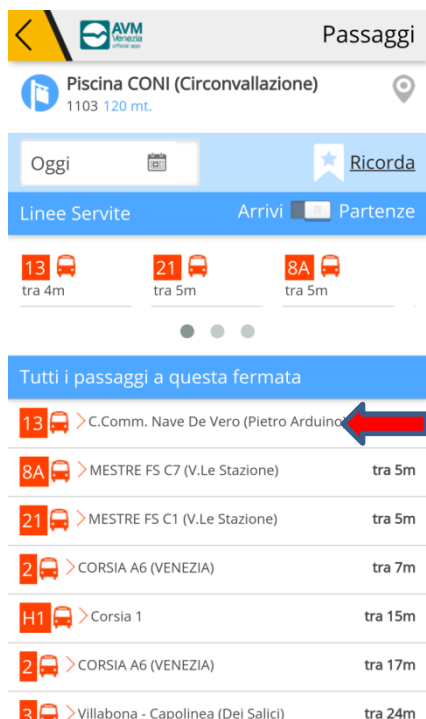 AVM
Venezia
official app
Passaggi
Piscina CONI (Circonvallazione)
1103 120 mt.
Oggi
Ricorda
Linee Servite
Arrivi Partenze
13 21 8A
tra 4m tra 5m tra 5m
Tutti i passaggi a questa fermata
13 C.Comm. Nave De Vero (Pietro Arduino)
8A MESTRE FS C7 (V.Le Stazione) tra 5m
21 MESTRE FS C1 (V.Le Stazione) tra 5m
2 CORSIA A6 (VENEZIA) tra 7m
H1 Corsia 1 tra 15m
2 CORSIA A6 (VENEZIA) tra 17m
3 Villabona - Capolinea (Dei Salici) tra 24m